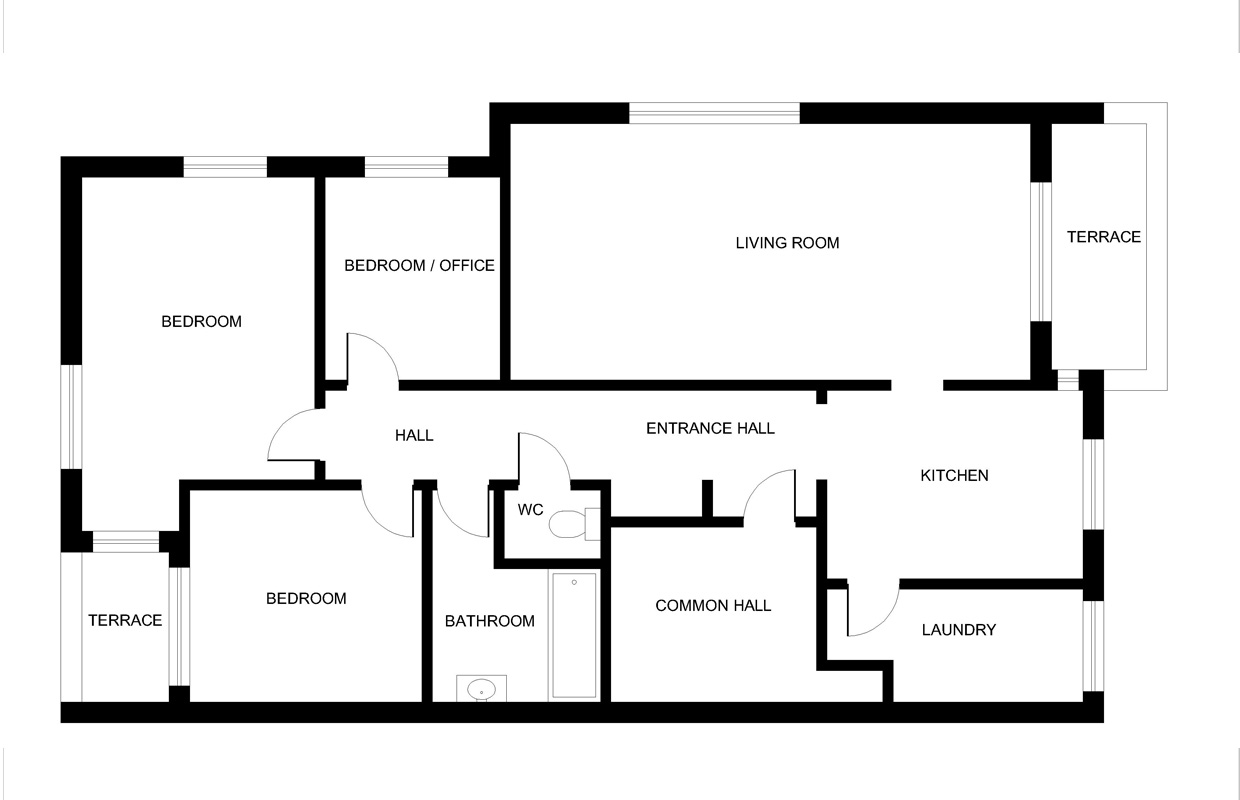 LIVING ROOM
TERRACE
BEDROOM / OFFICE
BEDROOM
HALL
ENTRANCE HALL
KITCHEN
WC
BEDROOM
COMMON HALL
TERRACE
BATHROOM
LAUNDRY